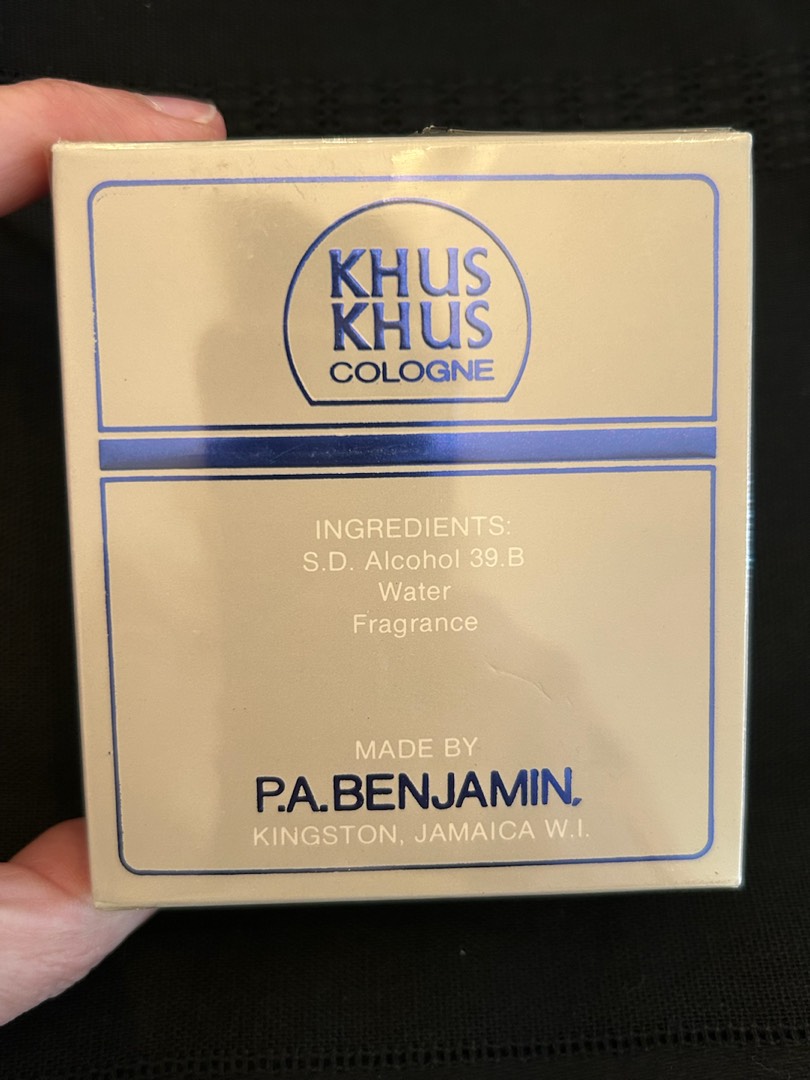 KHUS
KHUS
COLOGNE
INGREDIENTS:
S.D. Alcohol 39.B
Water
Fragrance
MADE BY
P.A.BENJAMIN,
KINGSTON, JAMAICA W.I.